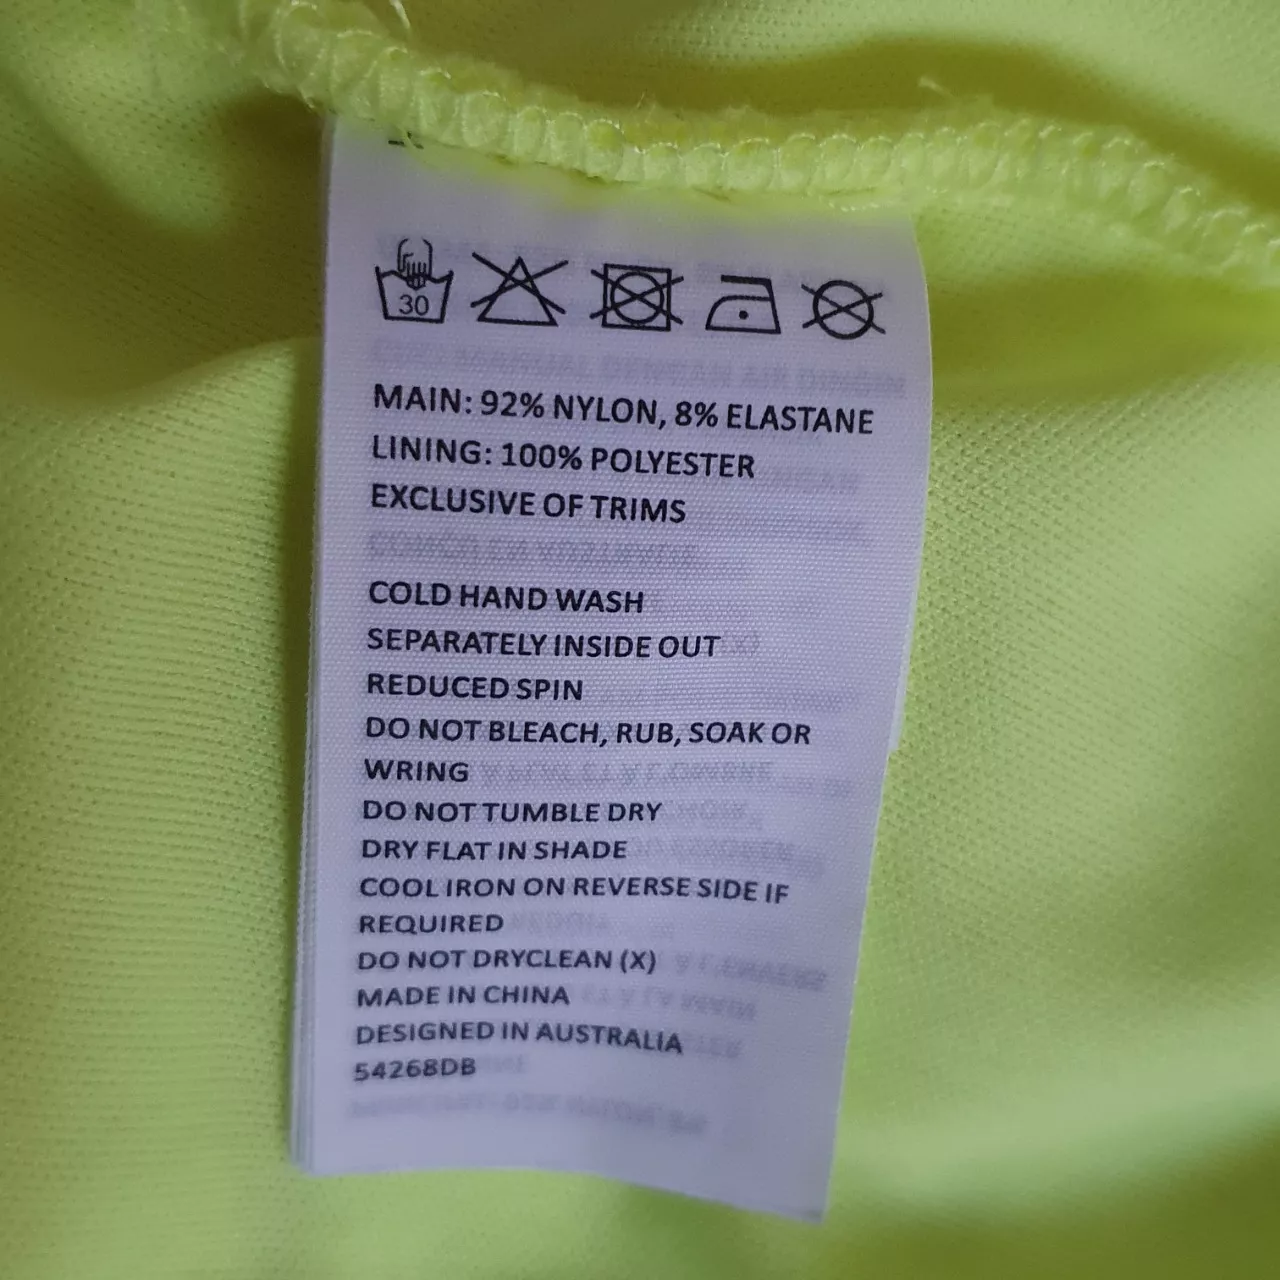 30
MAIN: 92% NYLON, 8% ELASTANE
LINING: 100% POLYESTER
EXCLUSIVE OF TRIMS
COLD HAND WASH
SEPARATELY INSIDE OUT
REDUCED SPIN
DO NOT BLEACH, RUB, SOAK OR
WRING
DO NOT TUMBLE DRY
DRY FLAT IN SHADE
COOL IRON ON REVERSE SIDE IF
REQUIRED
DO NOT DRYCLEAN (X)
MADE IN CHINA
DESIGNED IN AUSTRALIA
54268DB